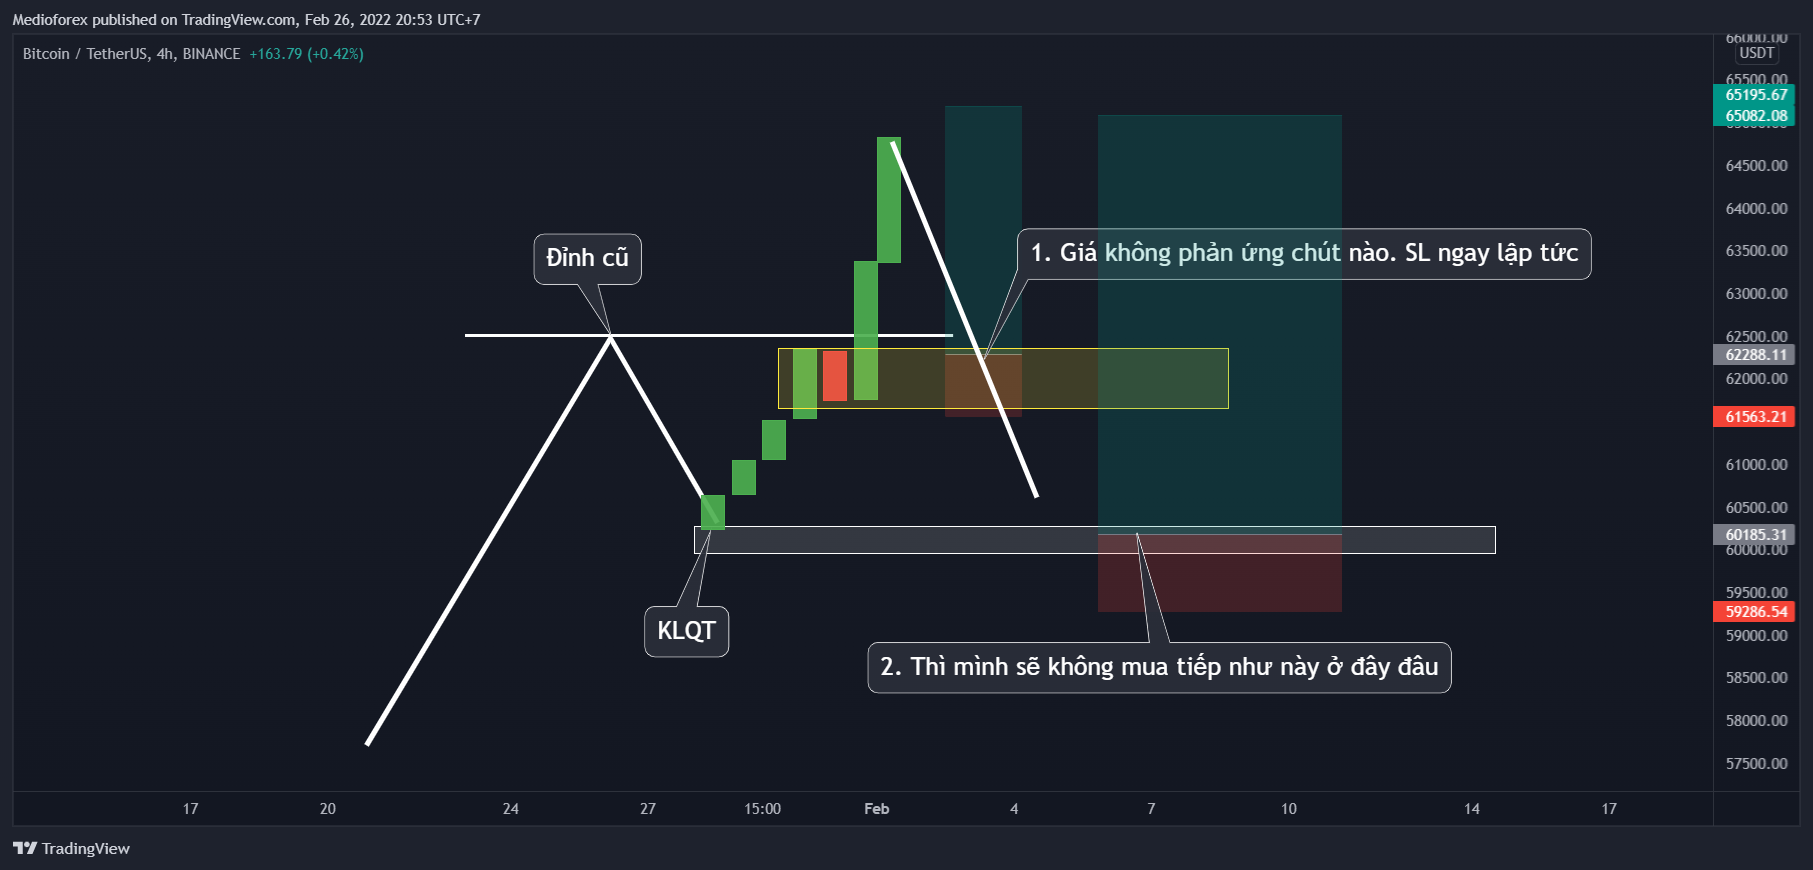 Medioforex published on TradingView.com, Feb 26, 2022 20:53 UTC+7
Bitcoin / TetherUS, 4h, BINANCE +163.79 (+0.42%)
66000.00
USDT
65500.00
65195.67
65082.08
65000.00
64500.00
64000.00
63500.00
63000.00
62500.00
62288.11
62000.00
61563.21
61000.00
60500.00
60185.31
60000.00
59500.00
59286.54
59000.00
58500.00
58000.00
57500.00
Đỉnh cũ
1. Giá không phản ứng chút nào. SL ngay lập tức
KLQT
2. Thì mình sẽ không mua tiếp như này ở đây đâu
17 20 24 27 15:00 Feb 4 7 10 14 17
TradingView